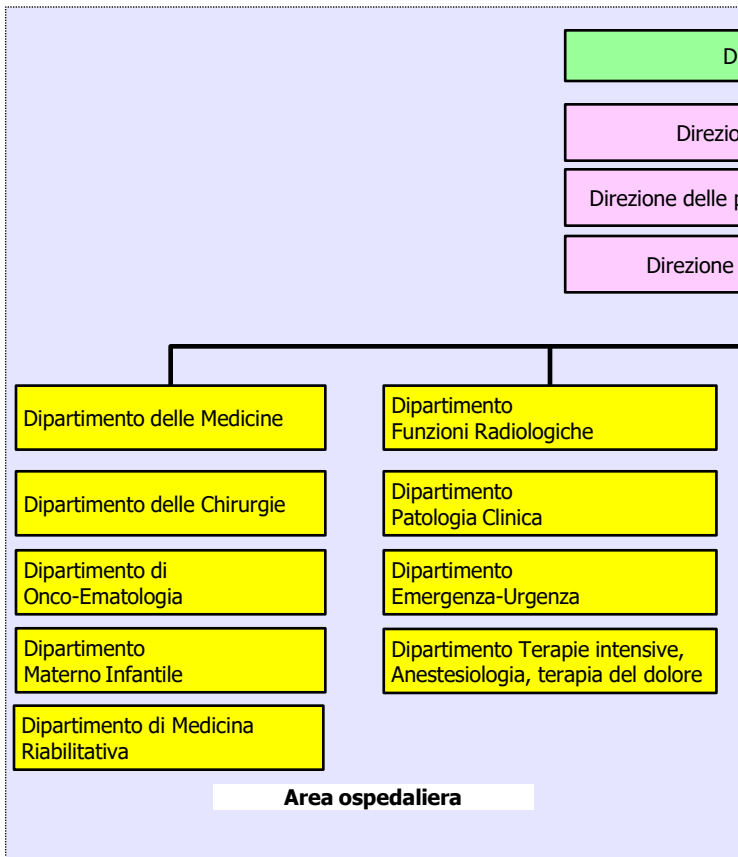 D
Direzio
Direzione delle p
Direzione
Dipartimento delle Medicine
Dipartimento delle Chirurgie
Dipartimento di
Onco-Ematologia
Dipartimento
Materno Infantile
Dipartimento di Medicina
Riabilitativa
Dipartimento
Funzioni Radiologiche
Dipartimento
Patologia Clinica
Dipartimento
Emergenza-Urgenza
Dipartimento Terapie intensive,
Anestesiologia, terapia del dolore
Area ospedaliera